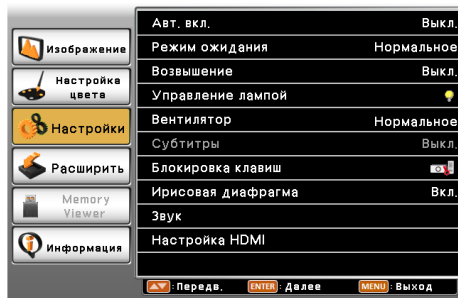 Изображение
Настройка
цвета
Настройки
Расширить
Memory
Viewer
Информация
Авт. вкл. Выкл.
Режим ожидания Нормальное
Возвышение Выкл.
Управление лампой
Вентилятор Нормальное
Субтитры Выкл.
Блокировка клавиш
Ирисовая диафрагма Вкл.
Звук
Настройка HDMI
: Передв. ENTER : Далее MENU : Выход